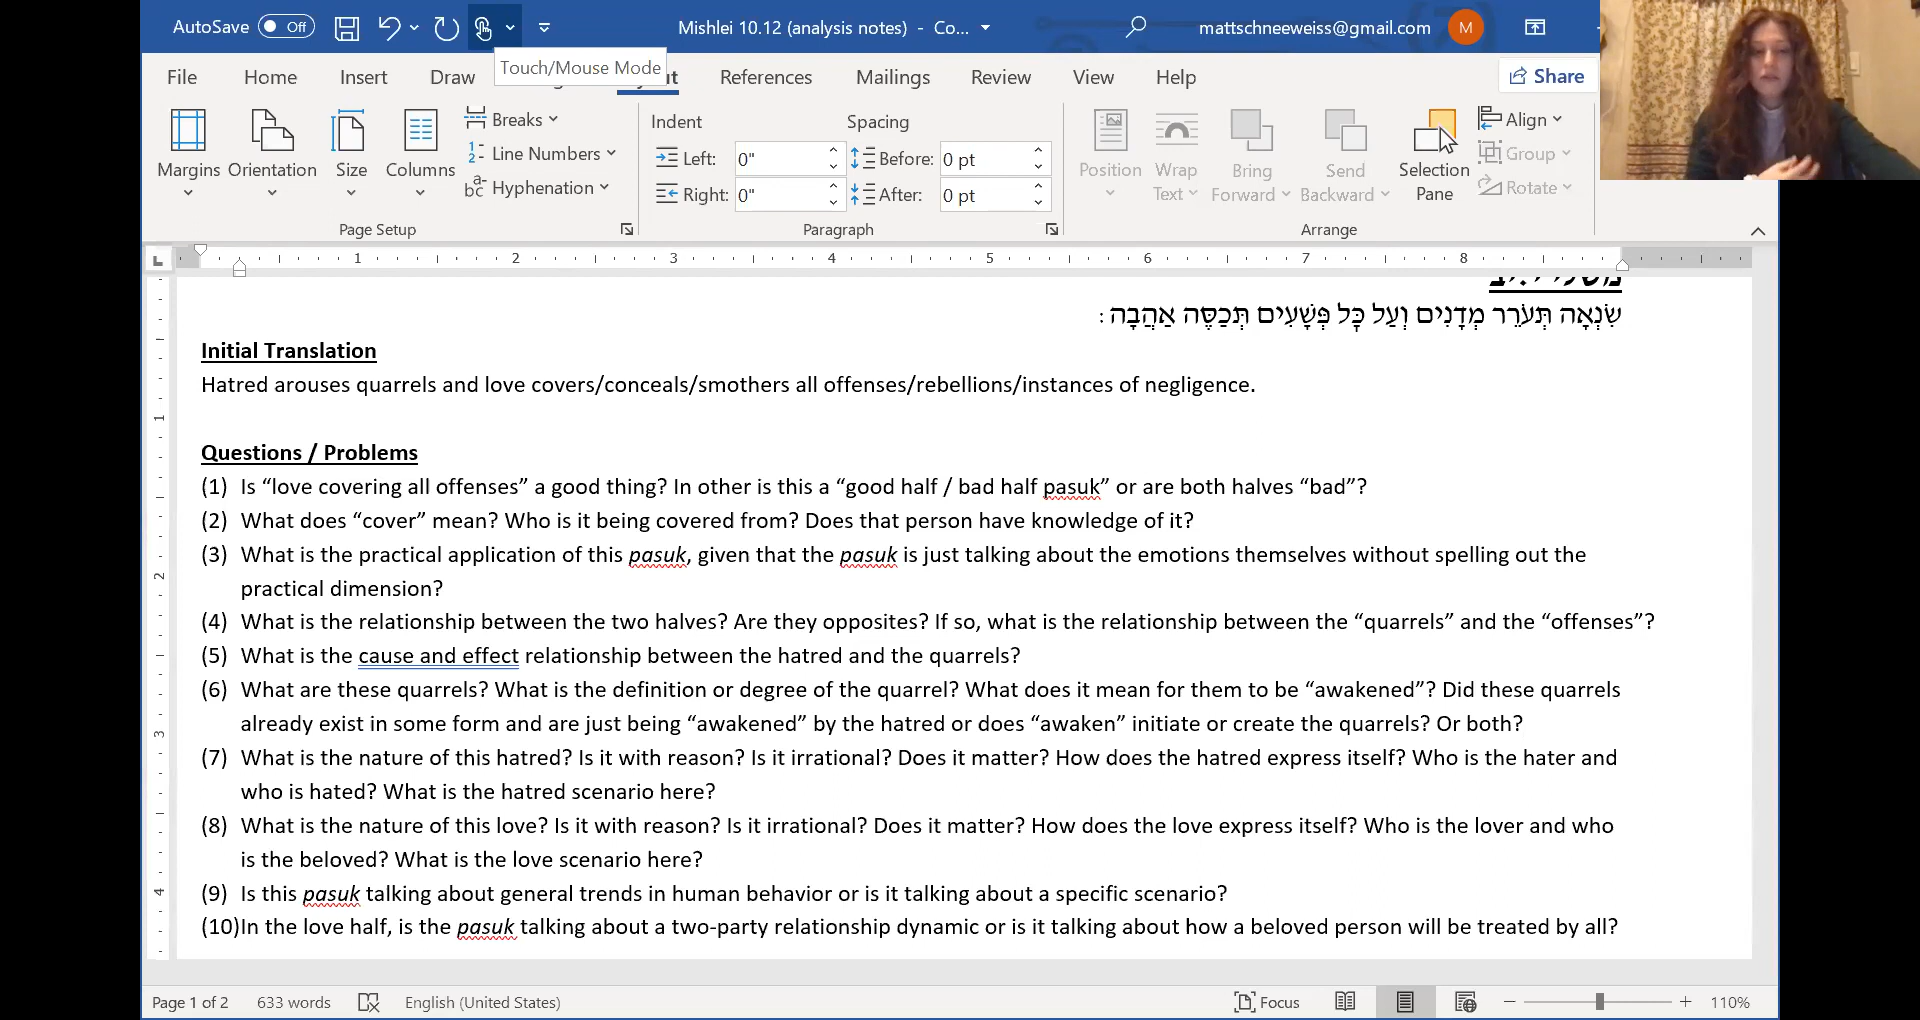 AutoSave Off
Mishlei 10.12 (analysis notes) - Co...
mattschneeweiss@gmail.com M
Touch/Mouse Mode
File Home Insert Draw References Mailings Review View Help Share
Margins
Orientation
Size
Columns
Breaks
Line Numbers
Hyphenation
Page Setup
Indent Spacing
Left: 0" Before: 0 pt
Right: 0" After: 0 pt
Paragraph
Position
Wrap Text
Bring Forward
Send Backward
Selection Pane
Align
Group
Rotate
Arrange
1 2 3 4 5 6 7 8
שִׂנְאָה תְּעֹרֵר מְדָנִים וְעַל כָּל פְּשָׁעִים תְּכַסֶּה אַהֲבָה :
Initial Translation
Hatred arouses quarrels and love covers/conceals/smothers all offenses/rebellions/instances of negligence.
Questions / Problems
(1) Is “love covering all offenses” a good thing? In other is this a “good half / bad half pasuk” or are both halves “bad”?
(2) What does “cover” mean? Who is it being covered from? Does that person have knowledge of it?
(3) What is the practical application of this pasuk, given that the pasuk is just talking about the emotions themselves without spelling out the
practical dimension?
(4) What is the relationship between the two halves? Are they opposites? If so, what is the relationship between the “quarrels” and the “offenses”?
(5) What is the cause and effect relationship between the hatred and the quarrels?
(6) What are these quarrels? What is the definition or degree of the quarrel? What does it mean for them to be “awakened”? Did these quarrels
already exist in some form and are just being “awakened” by the hatred or does “awaken” initiate or create the quarrels? Or both?
(7) What is the nature of this hatred? Is it with reason? Is it irrational? Does it matter? How does the hatred express itself? Who is the hater and
who is hated? What is the hatred scenario here?
(8) What is the nature of this love? Is it with reason? Is it irrational? Does it matter? How does the love express itself? Who is the lover and who
is the beloved? What is the love scenario here?
(9) Is this pasuk talking about general trends in human behavior or is it talking about a specific scenario?
(10)In the love half, is the pasuk talking about a two-party relationship dynamic or is it talking about how a beloved person will be treated by all?
1
2
3
4
Page 1 of 2 633 words English (United States) Focus 110%